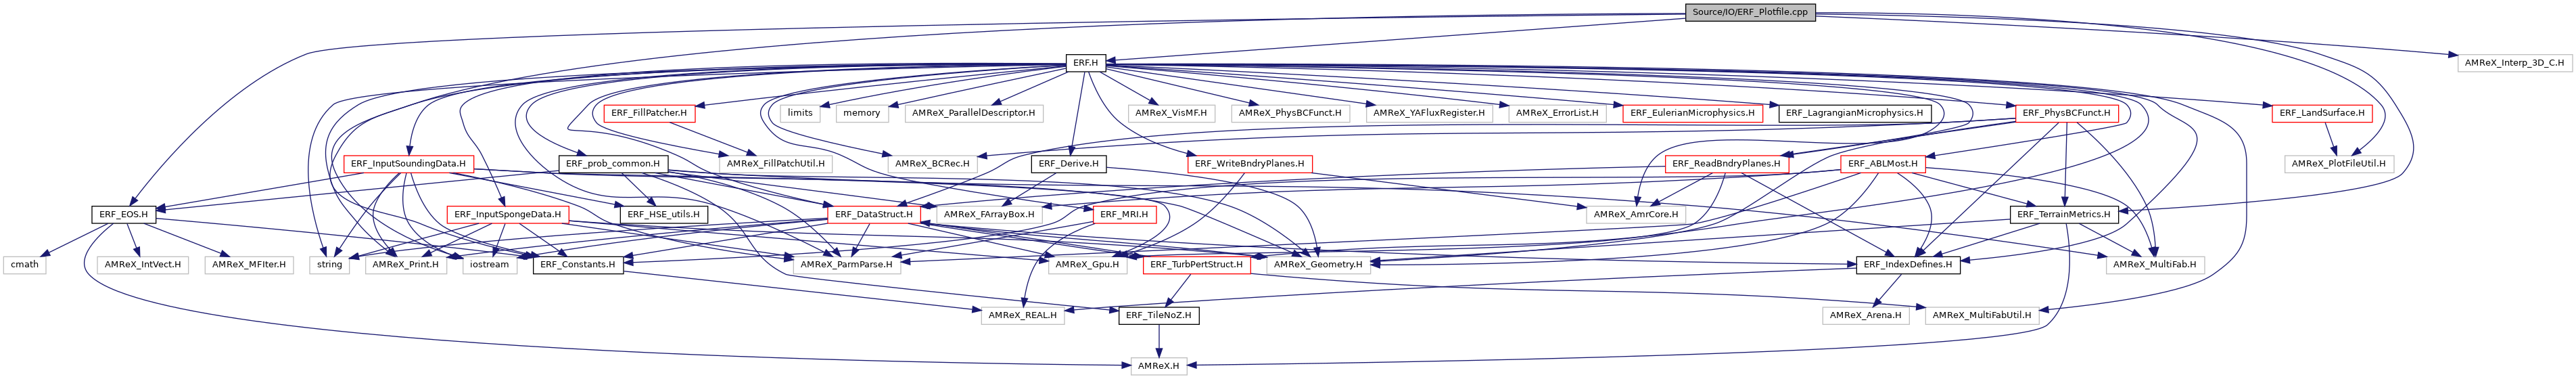 Source/IO/ERF_Plotfile.cpp
ERF.H
AMReX_Interp_3D_C.H
ERF_FillPatcher.H
limits
memory
AMReX_ParallelDescriptor.H
AMReX_VisMF.H
AMReX_PhysBCFunct.H
AMReX_YAFluxRegister.H
AMReX_ErrorList.H
ERF_EulerianMicrophysics.H
ERF_LagrangianMicrophysics.H
ERF_PhysBCFunct.H
ERF_LandSurface.H
ERF_InputSoundingData.H
ERF_prob_common.H
AMReX_FillPatchUtil.H
AMReX_BCRec.H
ERF_Derive.H
ERF_WriteBndryPlanes.H
ERF_ReadBndryPlanes.H
ERF_ABLMost.H
AMReX_PlotFileUtil.H
ERF_EOS.H
ERF_InputSpongeData.H
ERF_HSE_utils.H
ERF_DataStruct.H
AMReX_FArrayBox.H
ERF_MRI.H
AMReX_AmrCore.H
ERF_TerrainMetrics.H
cmath
AMReX_IntVect.H
AMReX_MFIter.H
string
AMReX_Print.H
iostream
ERF_Constants.H
AMReX_ParmParse.H
AMReX_Gpu.H
ERF_TurbPertStruct.H
AMReX_Geometry.H
ERF_IndexDefines.H
AMReX_MultiFab.H
AMReX_REAL.H
ERF_TileNoZ.H
AMReX_Arena.H
AMReX_MultiFabUtil.H
AMReX.H